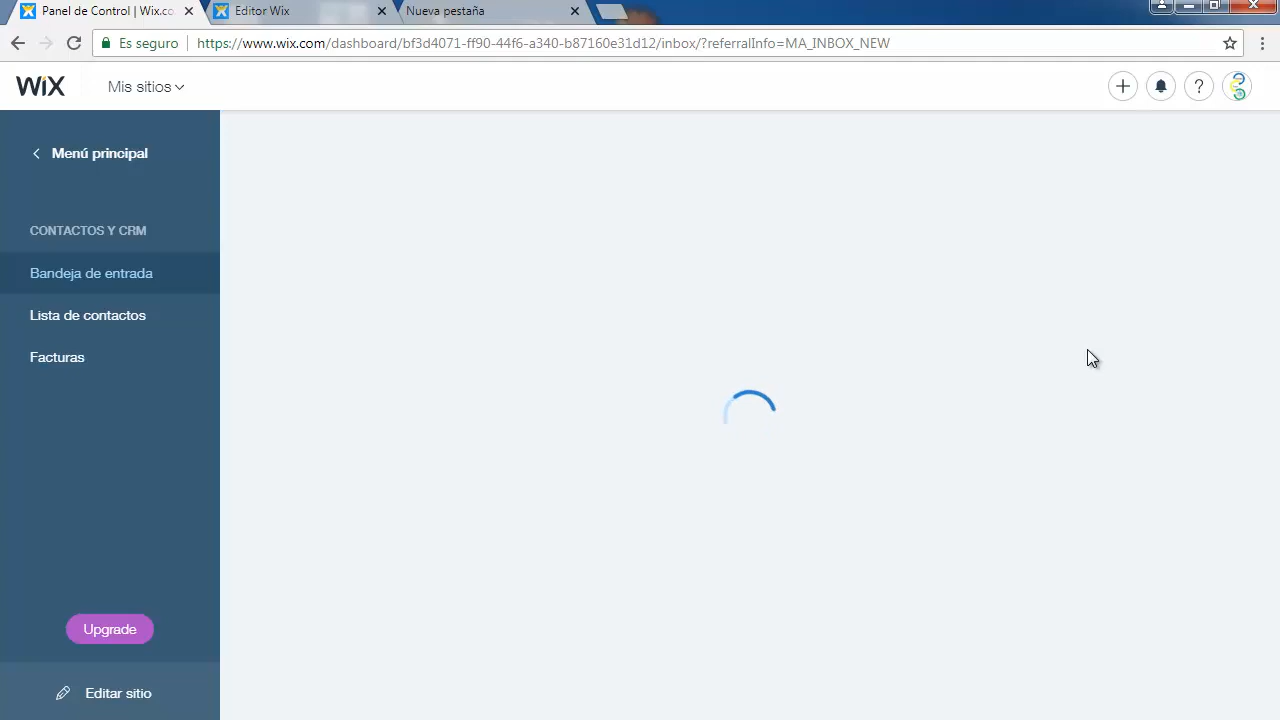 Panel de Control | Wix.co
Editor Wix
Nueva pestaña
Es seguro
https://www.wix.com/dashboard/bf3d4071-ff90-44f6-a340-b87160e31d12/inbox/?referralInfo=MA_INBOX_NEW
WiX
Mis sitios
?
Menú principal
CONTACTOS Y CRM
Bandeja de entrada
Lista de contactos
Facturas
Upgrade
Editar sitio